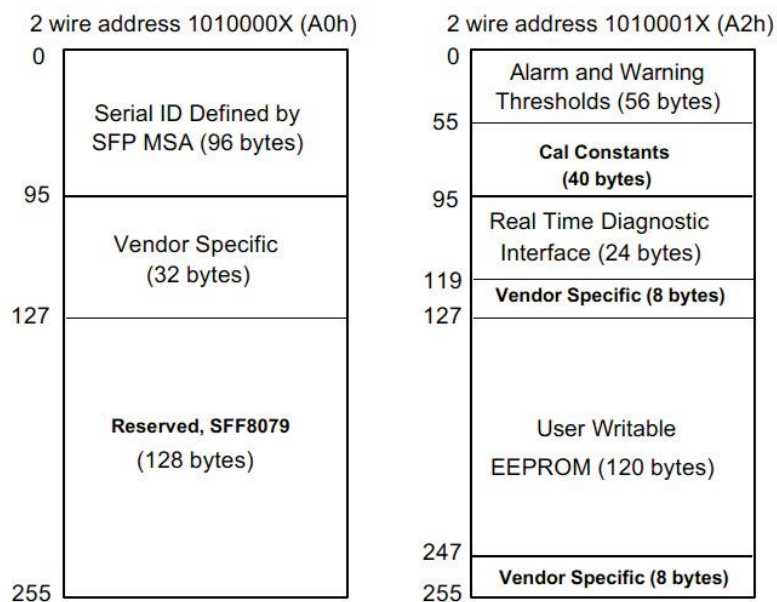 2 wire address 1010000X (A0h)
0
Serial ID Defined by
SFP MSA (96 bytes)
95
Vendor Specific
(32 bytes)
127
Reserved, SFF8079
(128 bytes)
255
2 wire address 1010001X (A2h)
0
Alarm and Warning
Thresholds (56 bytes)
55
Cal Constants
(40 bytes)
95
Real Time Diagnostic
Interface (24 bytes)
119
Vendor Specific (8 bytes)
127
User Writable
EEPROM (120 bytes)
247
Vendor Specific (8 bytes)
255